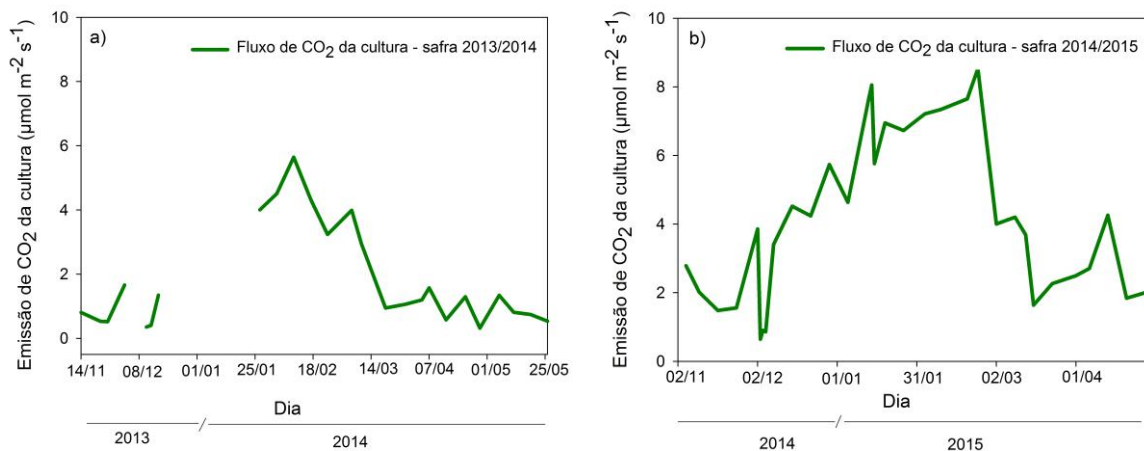 Emissão de CO2 da cultura (µmol m⁻² s⁻¹)
a)
Fluxo de CO2 da cultura - safra 2013/2014
10
8
6
4
2
0
14/11 08/12 01/01 25/01 18/02 14/03 07/04 01/05 25/05
Dia
2013 2014
Emissão de CO2 da cultura (µmol m⁻² s⁻¹)
b)
Fluxo de CO2 da cultura - safra 2014/2015
10
8
6
4
2
0
02/11 02/12 01/01 31/01 02/03 01/04
Dia
2014 2015